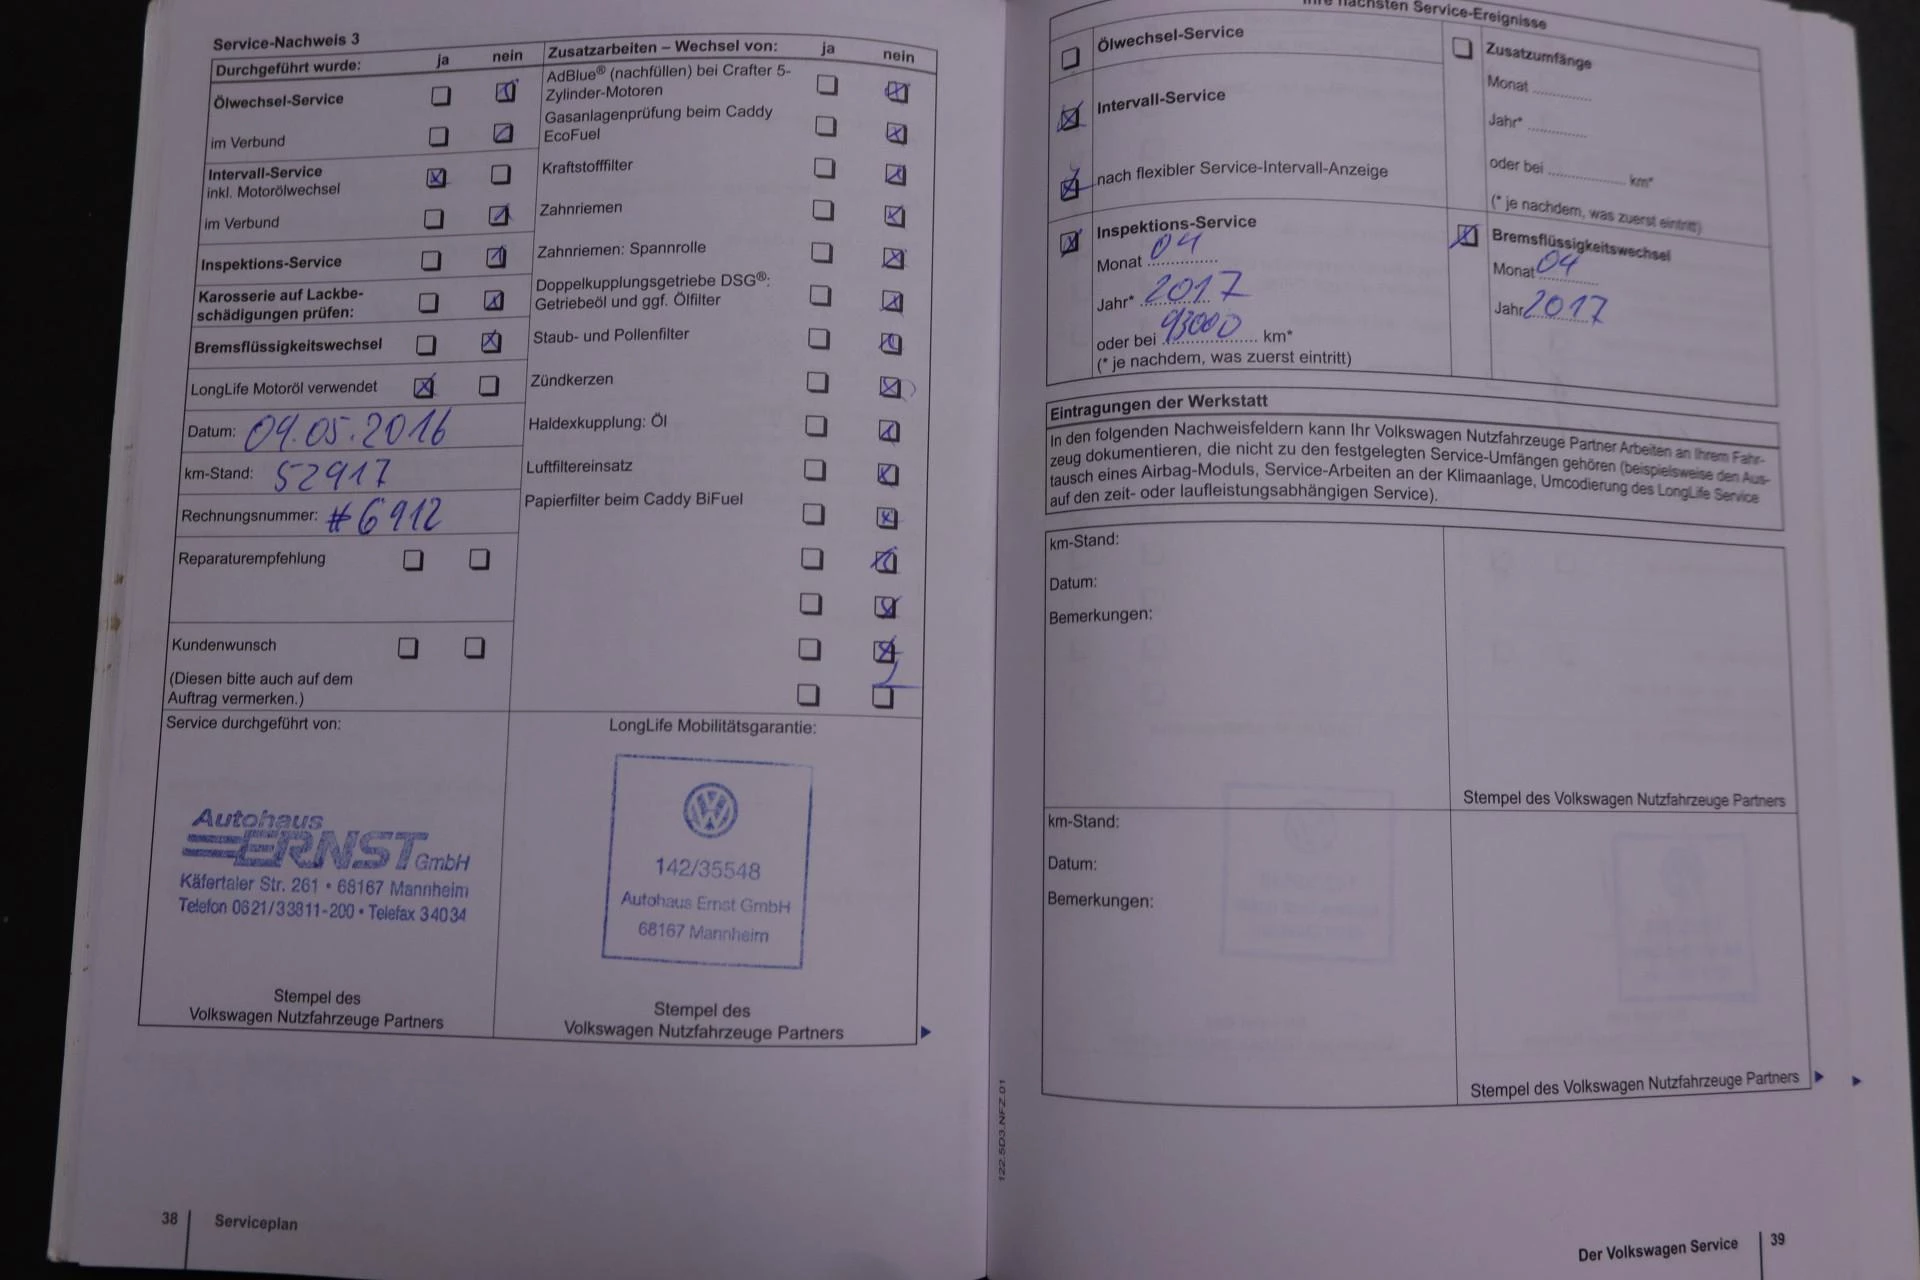 Service-Nachweis 3
Durchgeführt wurde: ja nein
Ölwechsel-Service
im Verbund
Intervall-Service
inkl. Motorölwechsel
im Verbund
Inspektions-Service
Karosserie auf Lackbe-
schädigungen prüfen:
Bremsflüssigkeitswechsel
LongLife Motoröl verwendet
Datum: 09.05.2016
km-Stand: 52917
Rechnungsnummer: #6912
Reparaturempfehlung
Kundenwunsch
(Diesen bitte auch auf dem
Auftrag vermerken.)
Zusatzarbeiten – Wechsel von: ja nein
AdBlue® (nachfüllen) bei Crafter 5-
Zylinder-Motoren
Gasanlagenprüfung beim Caddy
EcoFuel
Kraftstofffilter
Zahnriemen
Zahnriemen: Spannrolle
Doppelkupplungsgetriebe DSG®:
Getriebeöl und ggf. Ölfilter
Staub- und Pollenfilter
Zündkerzen
Haldexkupplung: Öl
Luftfiltereinsatz
Papierfilter beim Caddy BiFuel
Service durchgeführt von:
Autohaus
ERNST GmbH
Käfertaler Str. 261 • 68167 Mannheim
Telefon 0621/33811-200 • Telefax 34034
Stempel des
Volkswagen Nutzfahrzeuge Partners
LongLife Mobilitätsgarantie:
142/35548
Autohaus Ernst GmbH
68167 Mannheim
Stempel des
Volkswagen Nutzfahrzeuge Partners
38 Serviceplan
122.5D3.NFZ.01
Ihre nächsten Service-Ereignisse
Ölwechsel-Service
Intervall-Service
nach flexibler Service-Intervall-Anzeige
Inspektions-Service
Monat 04
Jahr* 2017
oder bei 93000 km*
(* je nachdem, was zuerst eintritt)
Zusatzumfänge
Monat
Jahr*
oder bei km*
(* je nachdem, was zuerst eintritt)
Bremsflüssigkeitswechsel
Monat 04
Jahr 2017
Eintragungen der Werkstatt
In den folgenden Nachweisfeldern kann Ihr Volkswagen Nutzfahrzeuge Partner Arbeiten an Ihrem Fahr-
zeug dokumentieren, die nicht zu den festgelegten Service-Umfängen gehören (beispielsweise den Aus-
tausch eines Airbag-Moduls, Service-Arbeiten an der Klimaanlage, Umcodierung des LongLife Service
auf den zeit- oder laufleistungsabhängigen Service).
km-Stand:
Datum:
Bemerkungen:
Stempel des Volkswagen Nutzfahrzeuge Partners
km-Stand:
Datum:
Bemerkungen:
Stempel des Volkswagen Nutzfahrzeuge Partners
Der Volkswagen Service 39